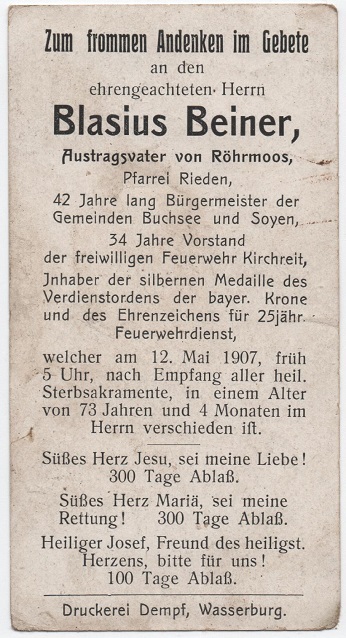 Zum frommen Andenken im Gebete
an den
ehrengeachteten Herrn
Blasius Beiner,
Austragsvater von Röhrmoos,
Pfarrei Rieden,
42 Jahre lang Bürgermeister der
Gemeinden Buchsee und Soyen,
34 Jahre Vorstand
der freiwilligen Feuerwehr Kirchreit,
Jnhaber der silbernen Medaille des
Verdienstordens der bayer. Krone
und des Ehrenzeichens für 25jähr.
Feuerwehrdienst,
welcher am 12. Mai 1907, früh
5 Uhr, nach Empfang aller heil.
Sterbsakramente, in einem Alter
von 73 Jahren und 4 Monaten im
Herrn verschieden ist.
Süßes Herz Jesu, sei meine Liebe!
300 Tage Ablaß.
Süßes Herz Mariä, sei meine
Rettung! 300 Tage Ablaß.
Heiliger Josef, Freund des heiligst.
Herzens, bitte für uns!
100 Tage Ablaß.
Druckerei Dempf, Wasserburg.